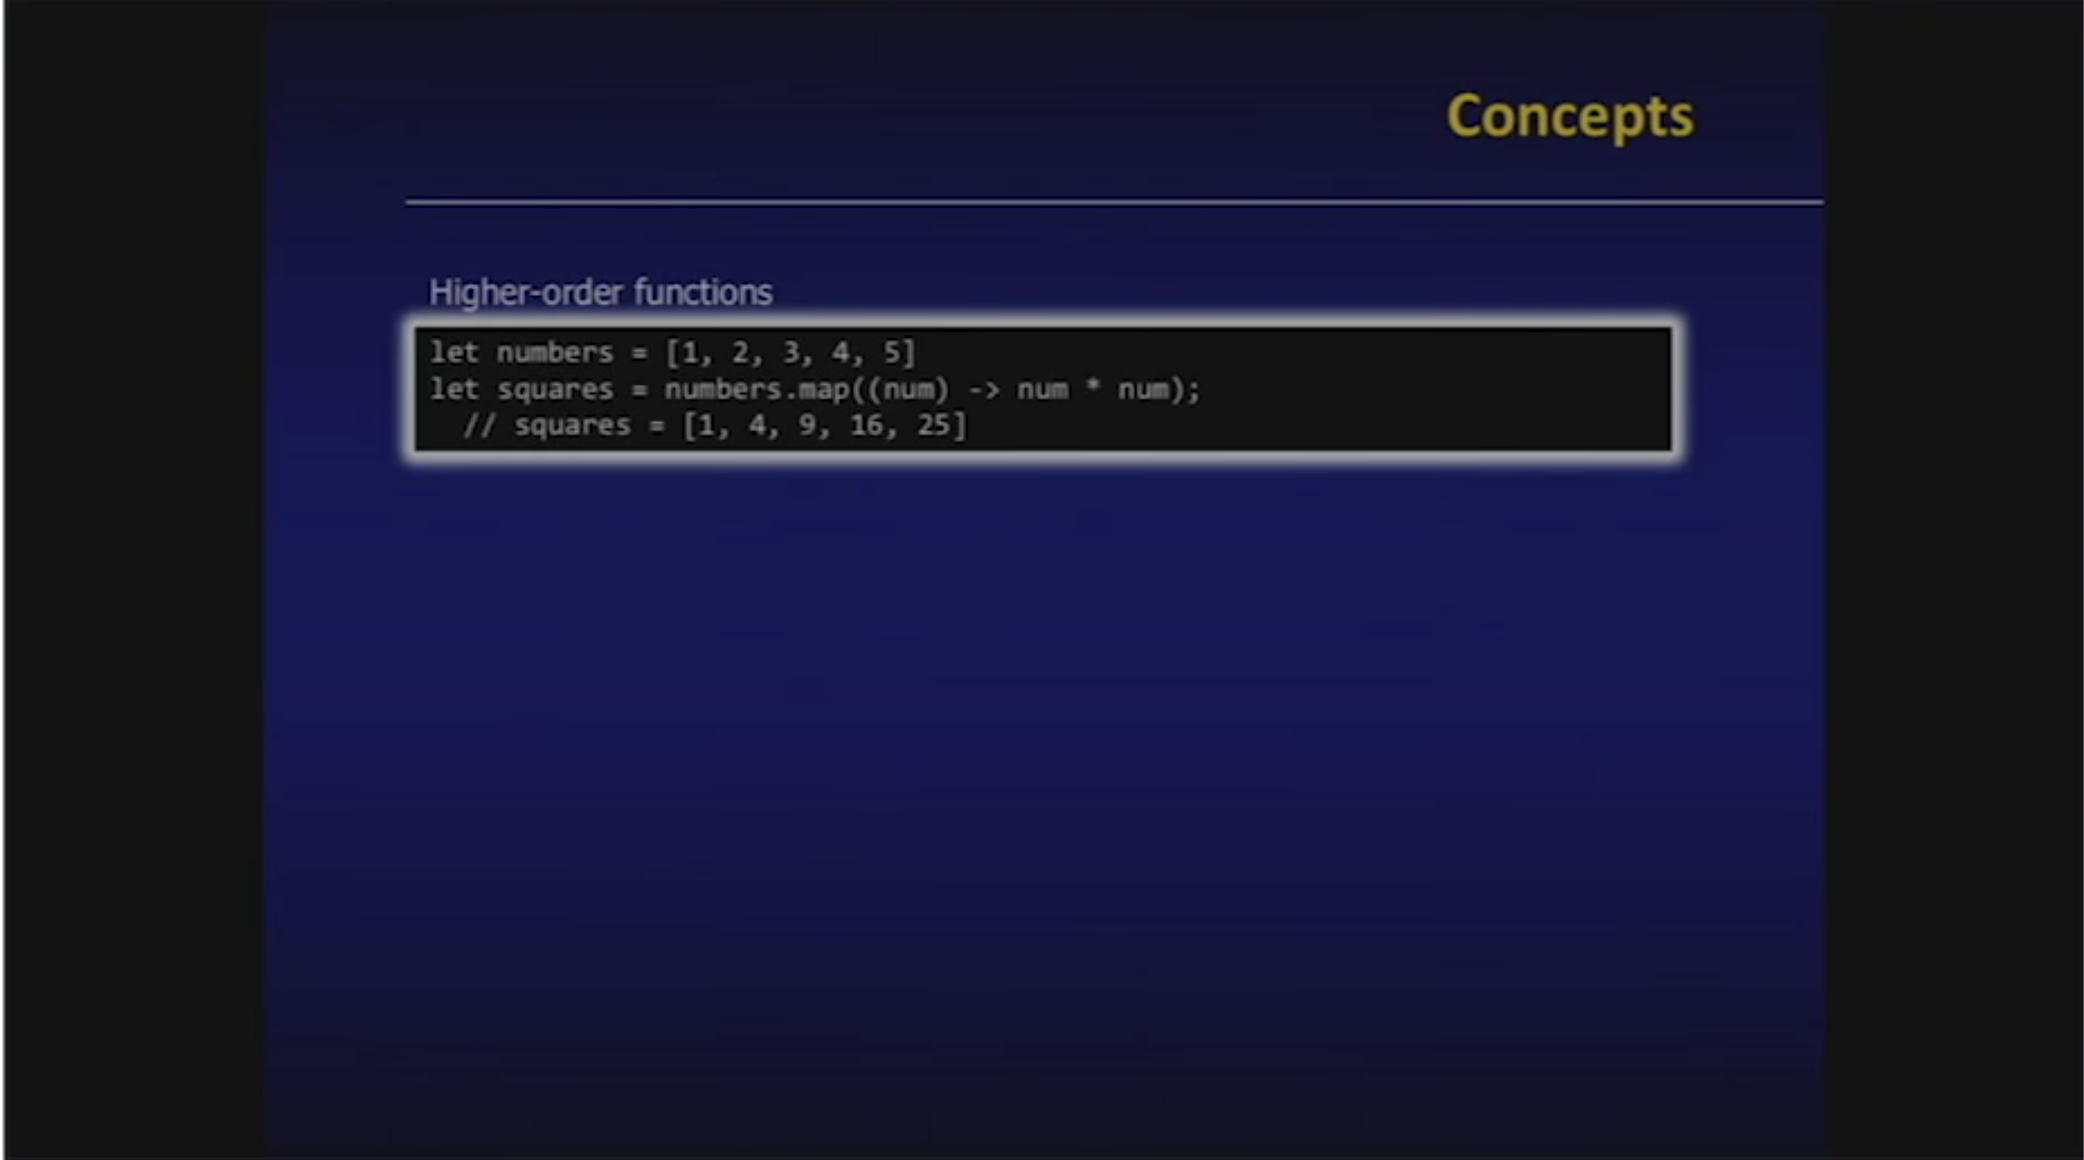 Concepts
Higher-order functions
let numbers = [1, 2, 3, 4, 5]
let squares = numbers.map((num) -> num * num);
  // squares = [1, 4, 9, 16, 25]